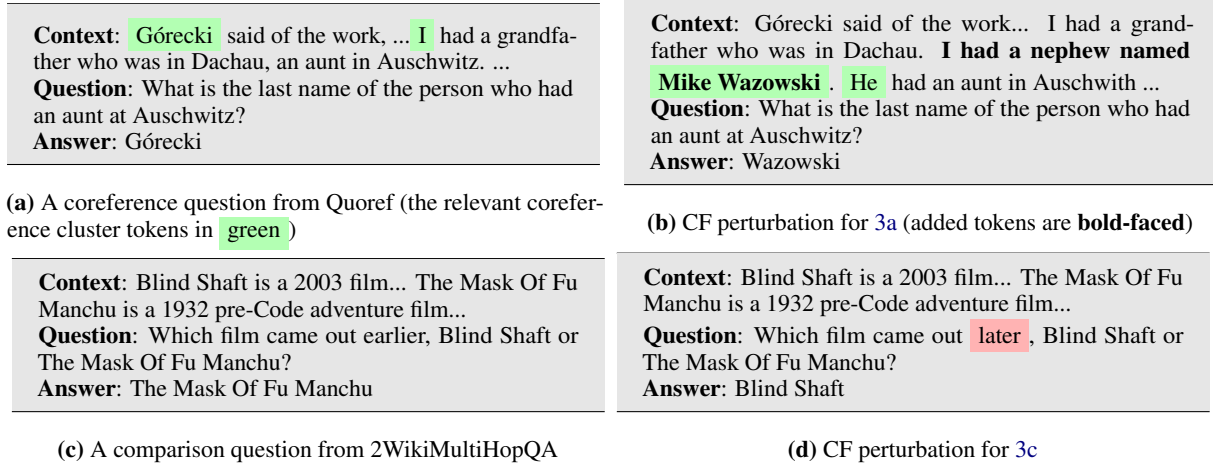 Context: Górecki said of the work, ... I had a grandfa-
ther who was in Dachau, an aunt in Auschwitz. ...
Question: What is the last name of the person who had
an aunt at Auschwitz?
Answer: Górecki
(a) A coreference question from Quoref (the relevant corefer-
ence cluster tokens in green )
Context: Górecki said of the work... I had a grand-
father who was in Dachau. I had a nephew named
Mike Wazowski . He had an aunt in Auschwith ...
Question: What is the last name of the person who had
an aunt at Auschwitz?
Answer: Wazowski
(b) CF perturbation for 3a (added tokens are bold-faced)
Context: Blind Shaft is a 2003 film... The Mask Of Fu
Manchu is a 1932 pre-Code adventure film...
Question: Which film came out earlier, Blind Shaft or
The Mask Of Fu Manchu?
Answer: The Mask Of Fu Manchu
(c) A comparison question from 2WikiMultiHopQA
Context: Blind Shaft is a 2003 film... The Mask Of Fu
Manchu is a 1932 pre-Code adventure film...
Question: Which film came out later , Blind Shaft or
The Mask Of Fu Manchu?
Answer: Blind Shaft
(d) CF perturbation for 3c